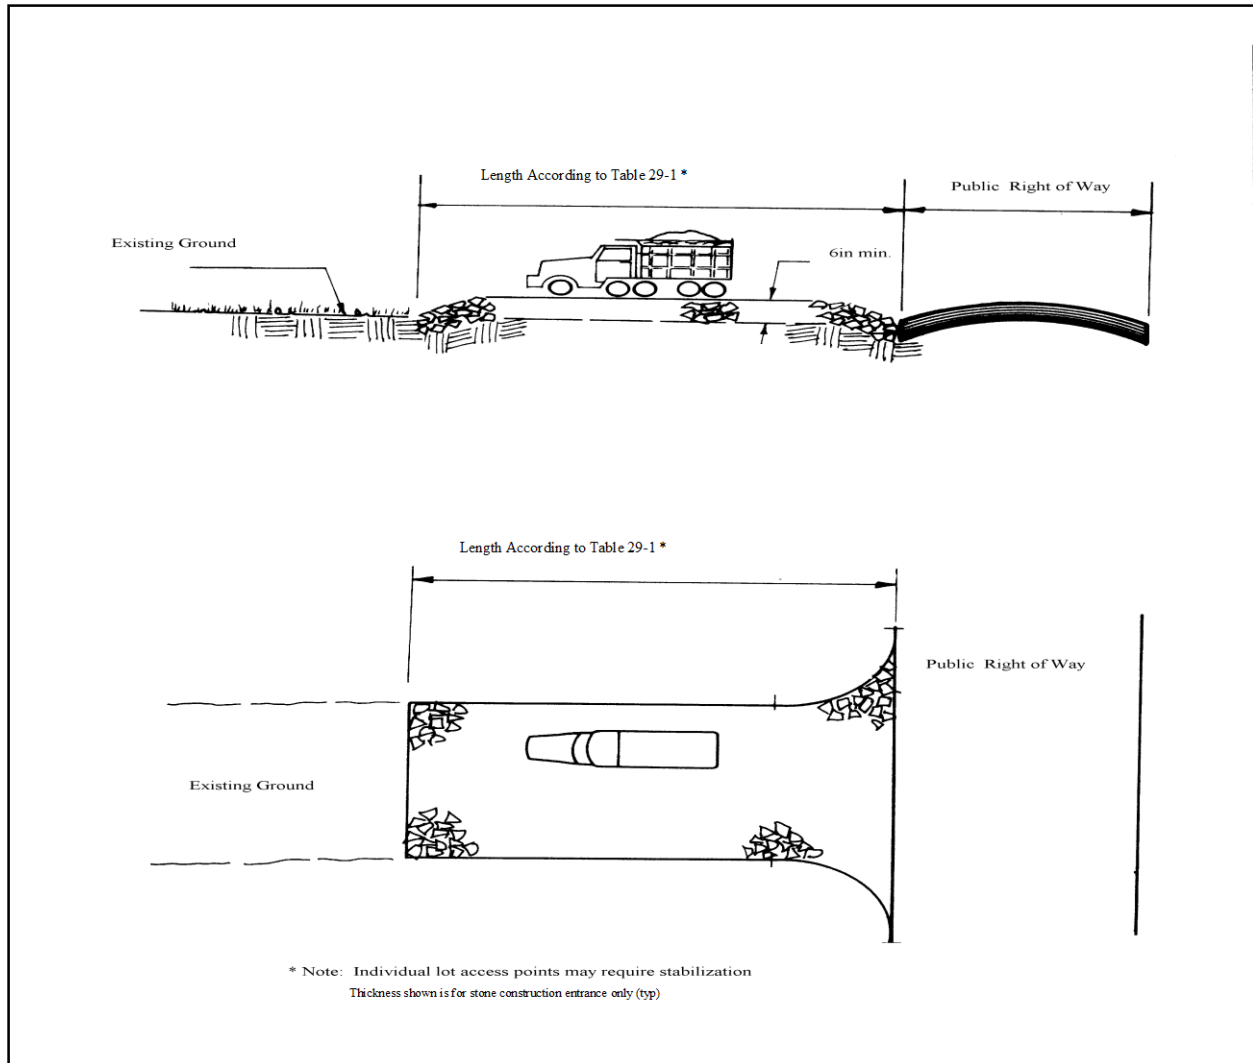 Length According to Table 29-1 *
Public Right of Way
Existing Ground
6in min.
Length According to Table 29-1 *
Public Right of Way
Existing Ground
* Note: Individual lot access points may require stabilization
Thickness shown is for stone construction entrance only (typ)